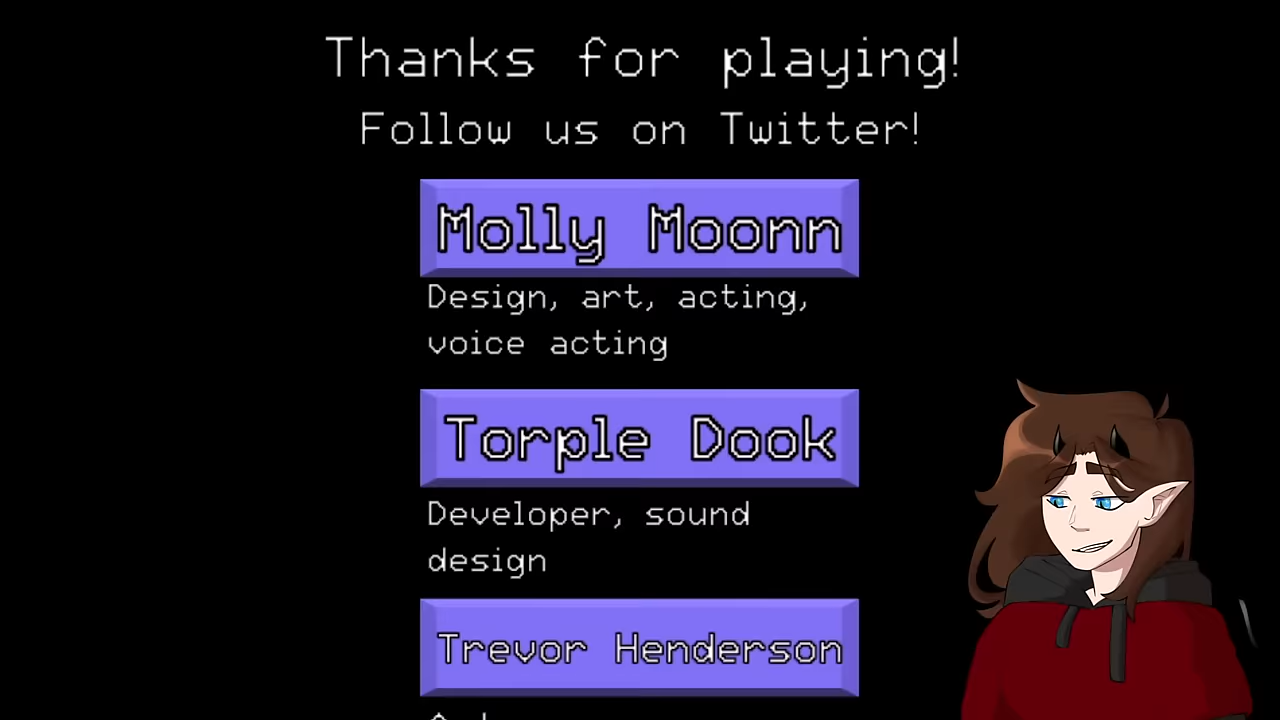 Thanks for playing!
Follow us on Twitter!
Molly Moonn
Design, art, acting,
voice acting
Torple Dook
Developer, sound
design
Trevor Henderson